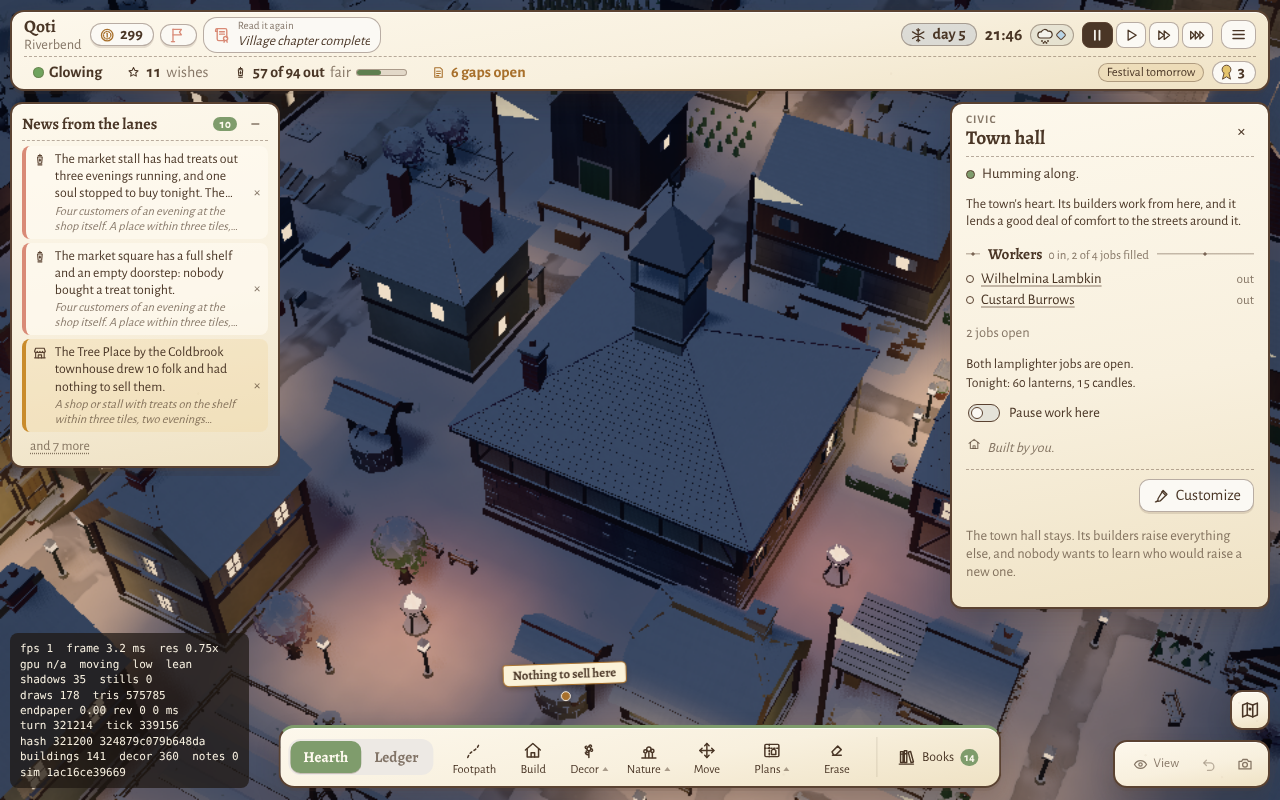 Qoti
Riverbend
299
Read it again
Village chapter complete
day 5
21:46
Glowing
11 wishes
57 of 94 out fair
6 gaps open
Festival tomorrow
3
News from the lanes
10
The market stall has had treats out
three evenings running, and one
soul stopped to buy tonight. The...
Four customers of an evening at the
shop itself. A place within three tiles,...
The market square has a full shelf
and an empty doorstep: nobody
bought a treat tonight.
Four customers of an evening at the
shop itself. A place within three tiles,...
The Tree Place by the Coldbrook
townhouse drew 10 folk and had
nothing to sell them.
A shop or stall with treats on the shelf
within three tiles, two evenings...
and 7 more
CIVIC
Town hall
Humming along.
The town's heart. Its builders work from here, and it
lends a good deal of comfort to the streets around it.
Workers 0 in, 2 of 4 jobs filled
Wilhelmina Lambkin out
Custard Burrows out
2 jobs open
Both lamplighter jobs are open.
Tonight: 60 lanterns, 15 candles.
Pause work here
Built by you.
Customize
The town hall stays. Its builders raise everything
else, and nobody wants to learn who would raise a
new one.
Nothing to sell here
fps 1 frame 3.2 ms res 0.75x
gpu n/a moving low lean
shadows 35 stills 0
draws 178 tris 575785
endpaper 0.00 rev 0 0 ms
turn 321214 tick 339156
hash 321200 324879c079b648da
buildings 141 decor 360 notes 0
sim 1ac16ce39669
Hearth
Ledger
Footpath
Build
Decor
Nature
Move
Plans
Erase
Books 14
View